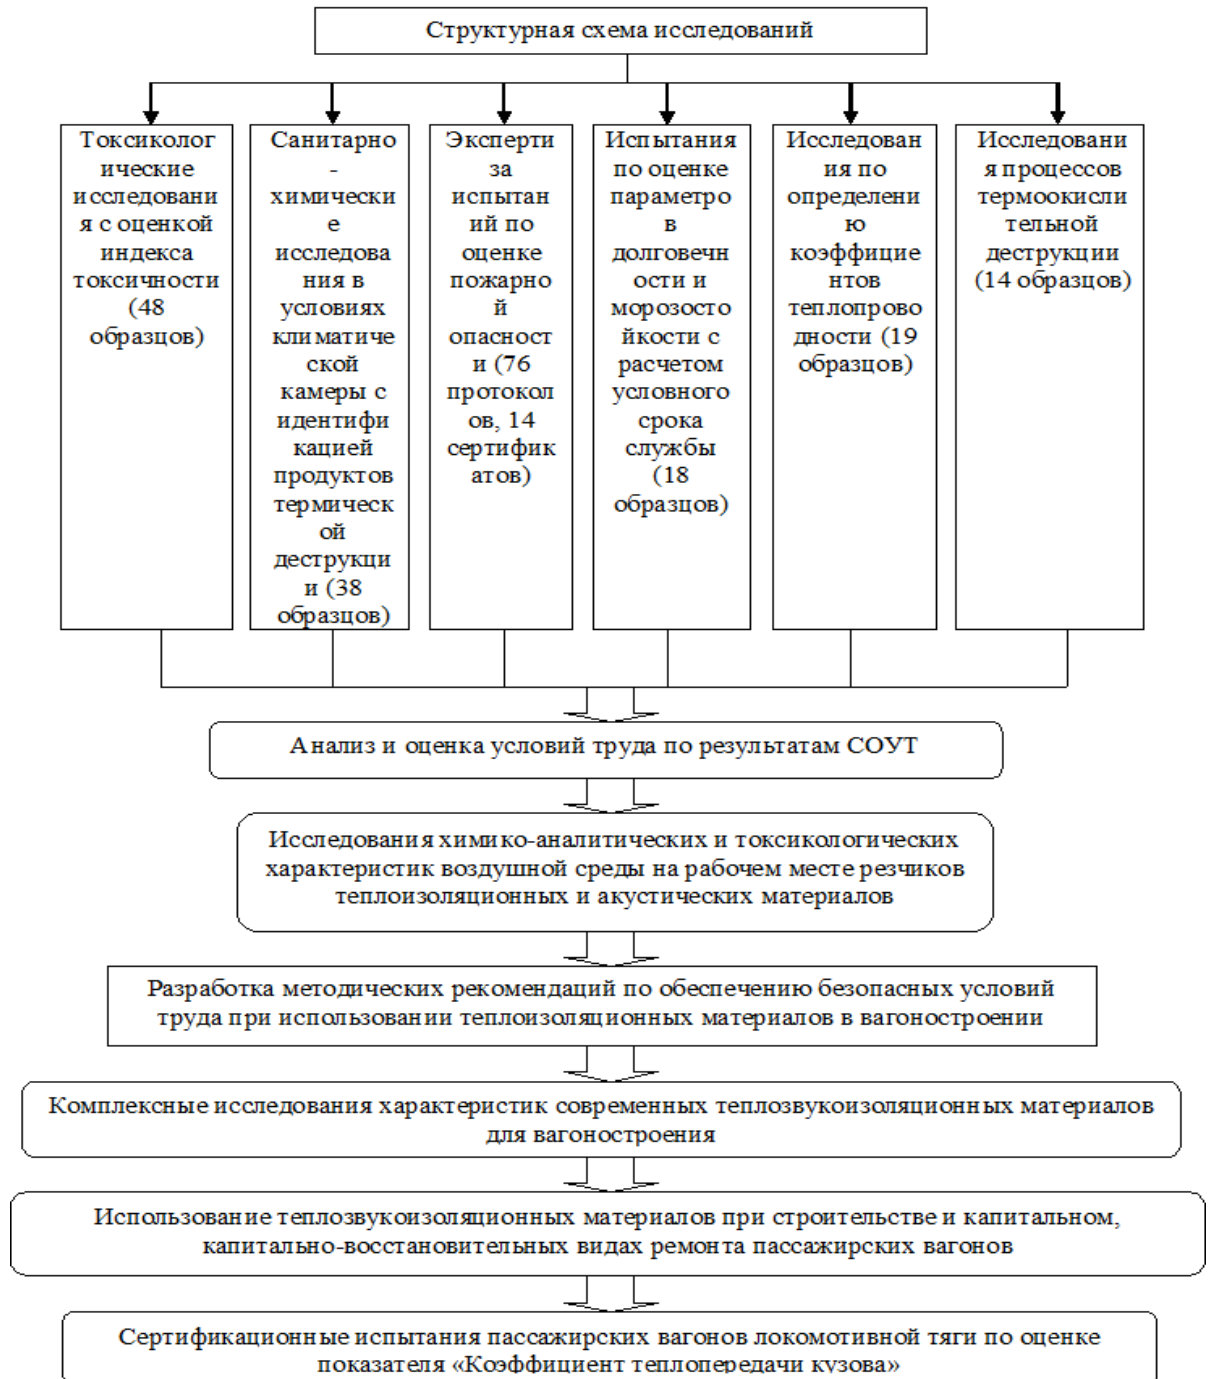 Структурная схема исследований
Токсиколог
ические
исследовани
я с оценкой
индекса
токсичности
(48
образцов)
Санитарно
-
химически
е
исследова
ния в
условиях
климатиче
ской
камеры с
идентифи
кацией
продуктов
термическ
ой
деструкци
и (38
образцов)
Эксперти
за
испытан
ий по
оценке
пожарно
й
опасност
и (76
протокол
ов, 14
сертифик
атов)
Испытания
по оценке
параметро
в
долговечн
ости и
морозосто
йкости с
расчетом
условного
срока
службы
(18
образцов)
Исследован
ия по
определени
ю
коэффицие
нтов
теплопрово
дности (19
образцов)
Исследовани
я процессов
термоокисли
тельной
деструкции
(14 образцов)
Анализ и оценка условий труда по результатам СОУТ
Исследования химико-аналитических и токсикологических
характеристик воздушной среды на рабочем месте резчиков
теплоизоляционных и акустических материалов
Разработка методических рекомендаций по обеспечению безопасных условий
труда при использовании теплоизоляционных материалов в вагоностроении
Комплексные исследования характеристик современных теплозвукоизоляционных материалов
для вагоностроения
Использование теплозвукоизоляционных материалов при строительстве и капитальном,
капитально-восстановительных видах ремонта пассажирских вагонов
Сертификационные испытания пассажирских вагонов локомотивной тяги по оценке
показателя «Коэффициент теплопередачи кузова»